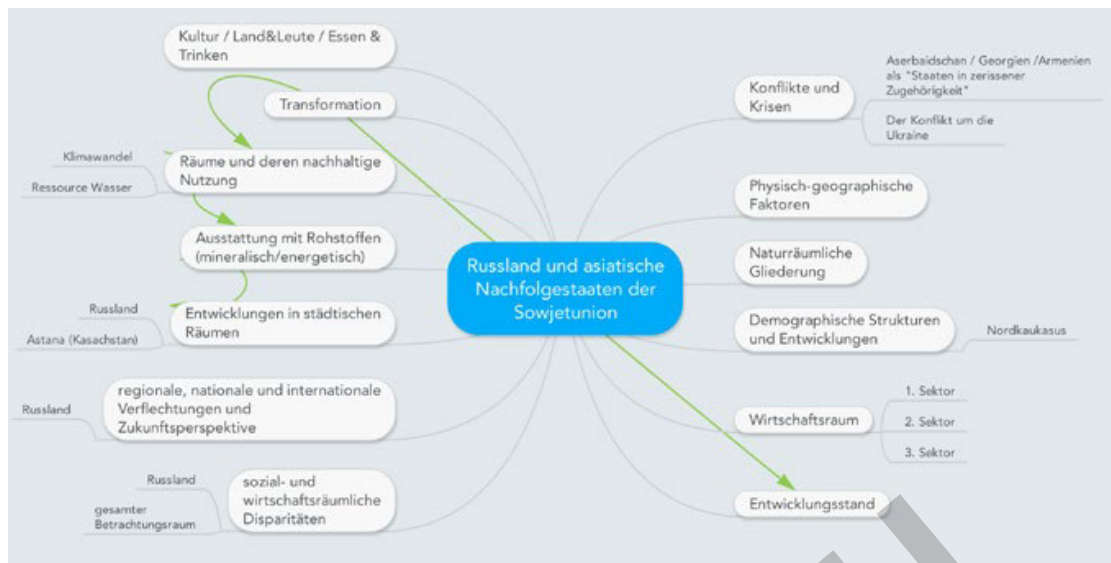 Kultur / Land&Leute / Essen &
Trinken
Transformation
Klimawandel
Ressource Wasser
Räume und deren nachhaltige
Nutzung
Ausstattung mit Rohstoffen
(mineralisch/energetisch)
Russland
Astana (Kasachstan)
Entwicklungen in städtischen
Räumen
Russland
regionale, nationale und internationale
Verflechtungen und
Zukunftsperspektive
Russland
gesamter
Betrachtungsraum
sozial- und
wirtschaftsräumliche
Disparitäten
Russland und asiatische
Nachfolgestaaten der
Sowjetunion
Konflikte und
Krisen
Aserbaidschan / Georgien /Armenien
als "Staaten in zerissener
Zugehörigkeit"
Der Konflikt um die
Ukraine
Physisch-geographische
Faktoren
Naturräumliche
Gliederung
Demographische Strukturen
und Entwicklungen
Nordkaukasus
Wirtschaftsraum
1. Sektor
2. Sektor
3. Sektor
Entwicklungsstand